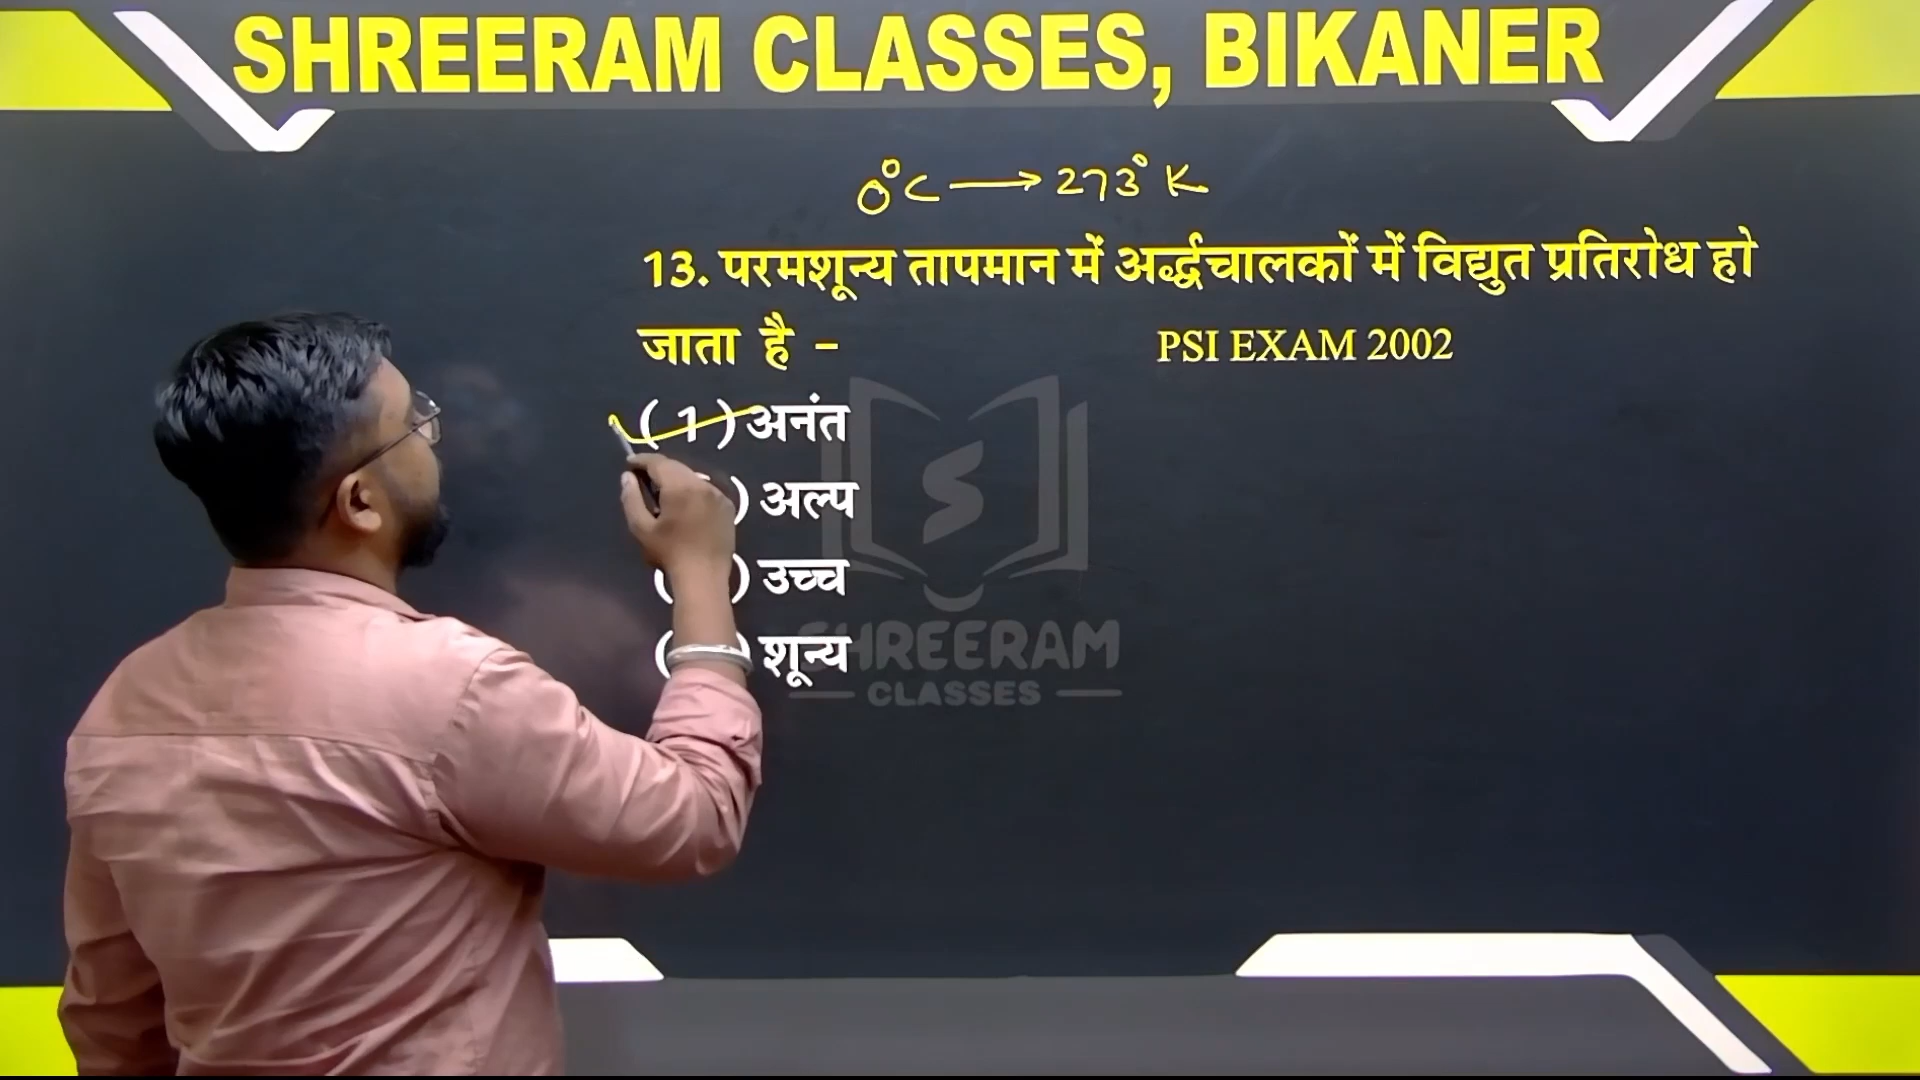 SHREERAM CLASSES, BIKANER
0°C → 273° K
13. परमशून्य तापमान में अर्द्धचालकों में विद्युत प्रतिरोध हो
जाता है -
PSI EXAM 2002
( 1 ) अनंत
) अल्प
( ) उच्च
( ) शून्य
SHREERAM
CLASSES